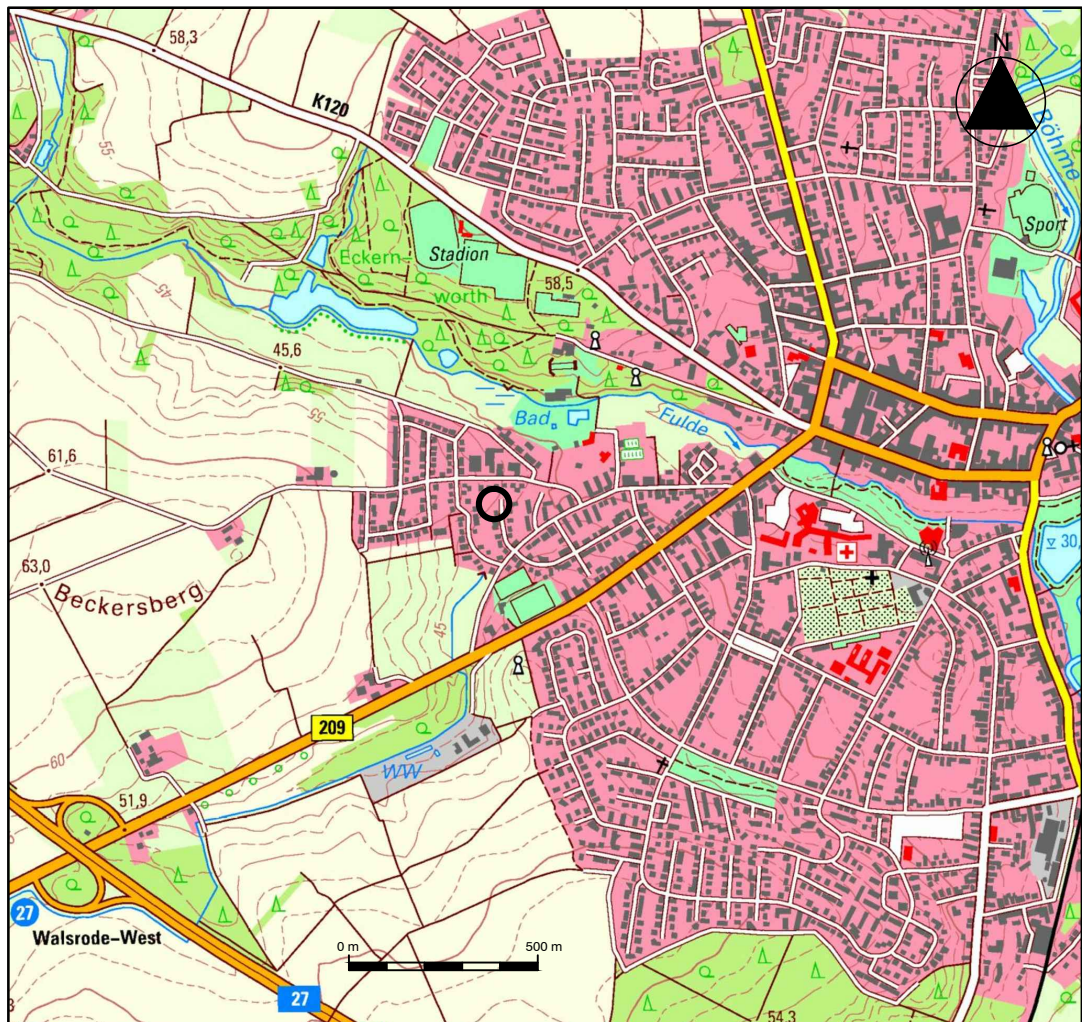 58,3
K120
N
Böhme
55
Sport
Stadion
Eckern-
worth
58,5
45
45,6
55
Bad
Fulde
61,6
30
63,0
Beckersberg
45
209
60
WW
51,9
27
Walsrode-West
0 m
500 m
27
54,3